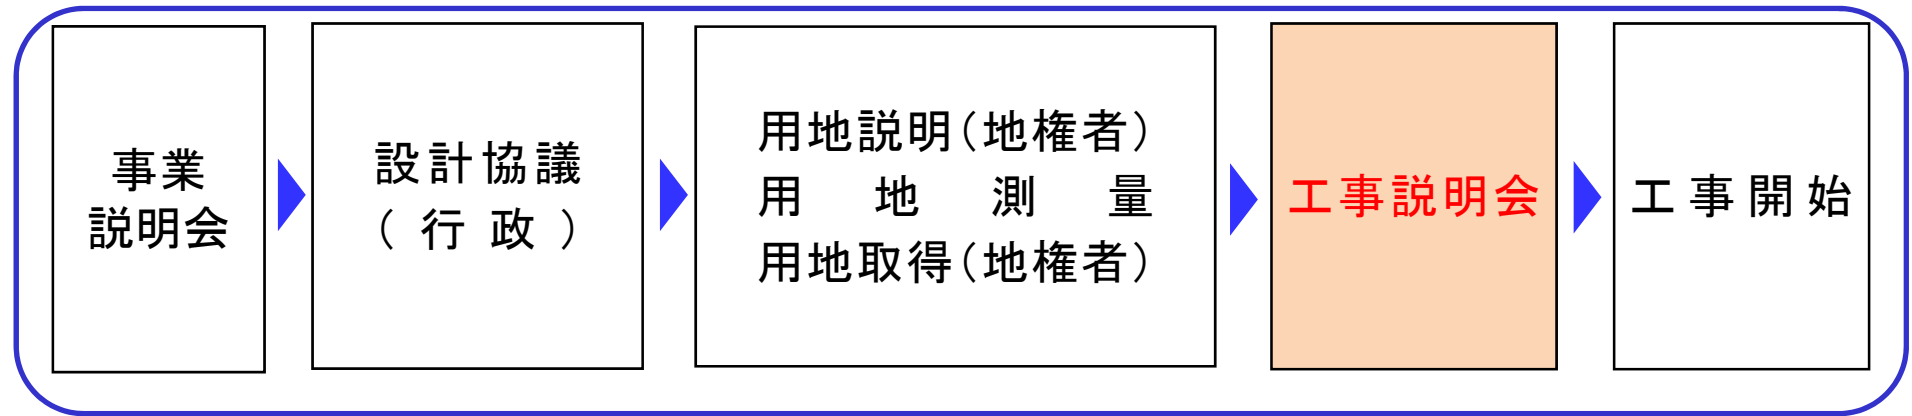 事業
説明会
設計協議
(行政)
用地説明(地権者)
用地測量
用地取得(地権者)
工事説明会
工事開始